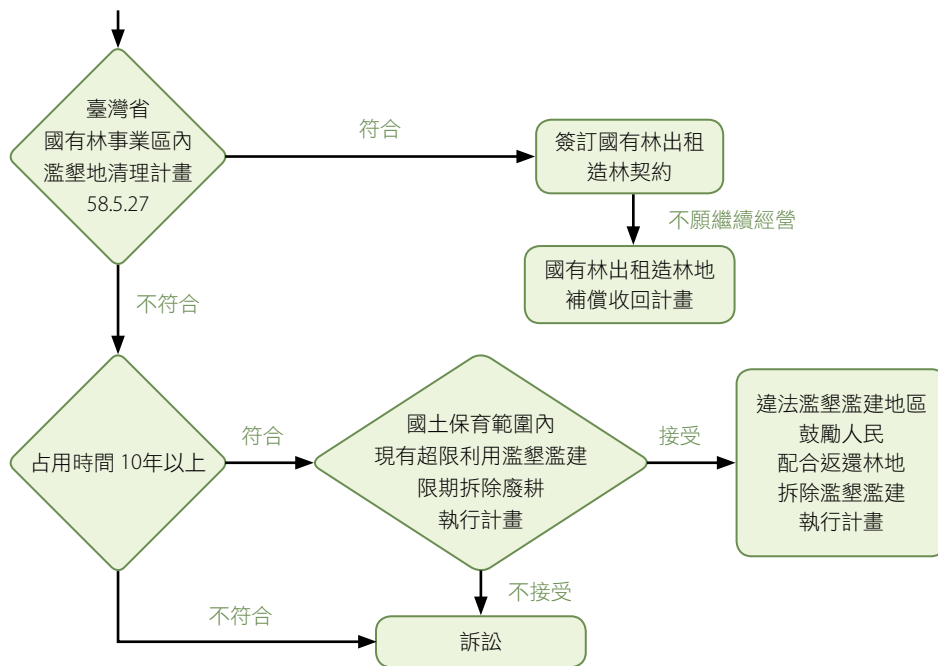 臺灣省
國有林事業區內
濫墾地清理計畫
58.5.27
符合
簽訂國有林出租
造林契約
不願繼續經營
國有林出租造林地
補償收回計畫
不符合
占用時間 10年以上
符合
國土保育範圍內
現有超限利用濫墾濫建
限期拆除廢耕
執行計畫
接受
違法濫墾濫建地區
鼓勵人民
配合返還林地
拆除濫墾濫建
執行計畫
不符合
不接受
訴訟